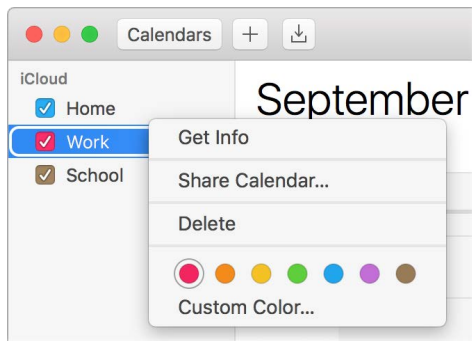 Calendars
iCloud
Home
Work
School
September
Get Info
Share Calendar...
Delete
Custom Color...